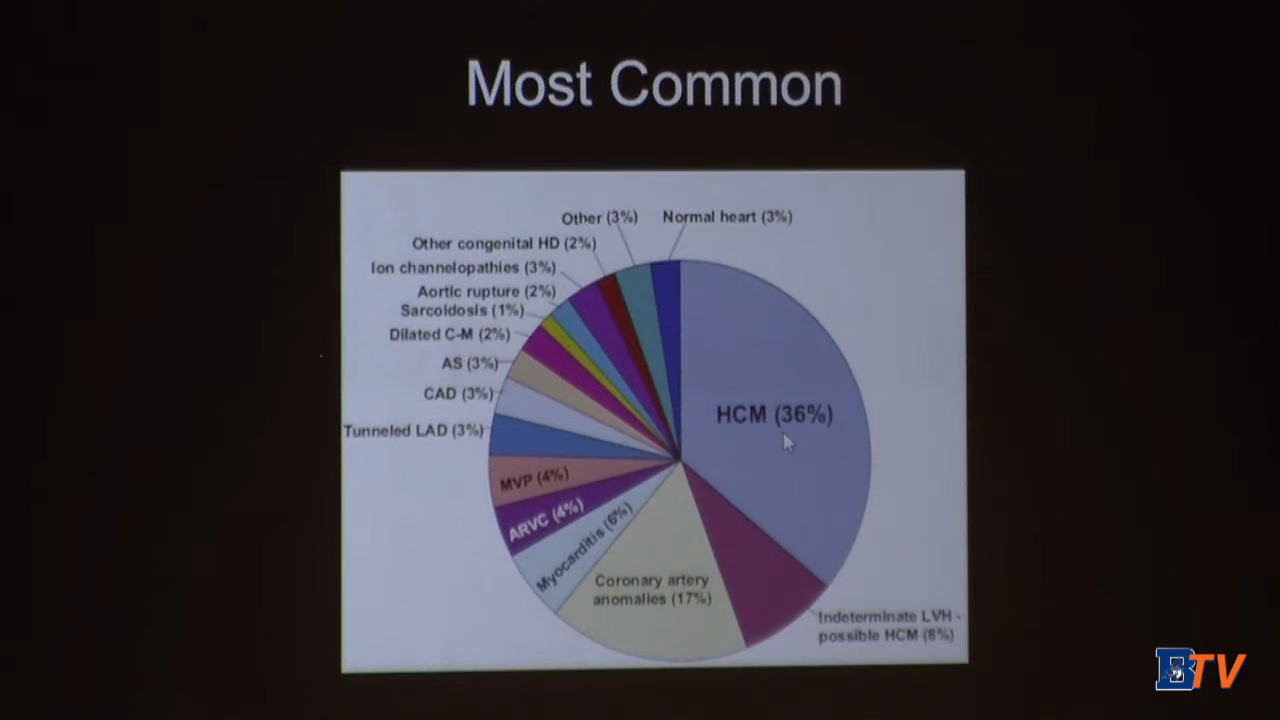 Most Common
Other (3%)
Normal heart (3%)
Other congenital HD (2%)
Ion channelopathies (3%)
Aortic rupture (2%)
Sarcoidosis (1%)
Dilated C-M (2%)
AS (3%)
CAD (3%)
Tunneled LAD (3%)
MVP (4%)
ARVC (4%)
Myocarditis (6%)
Coronary artery
anomalies (17%)
HCM (36%)
Indeterminate LVH -
possible HCM (8%)
BTV